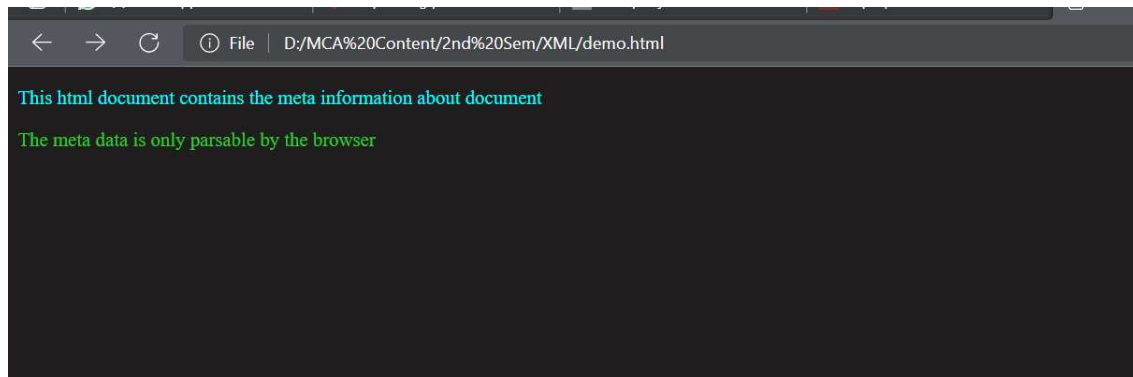 File
D:/MCA%20Content/2nd%20Sem/XML/demo.html
This html document contains the meta information about document
The meta data is only parsable by the browser